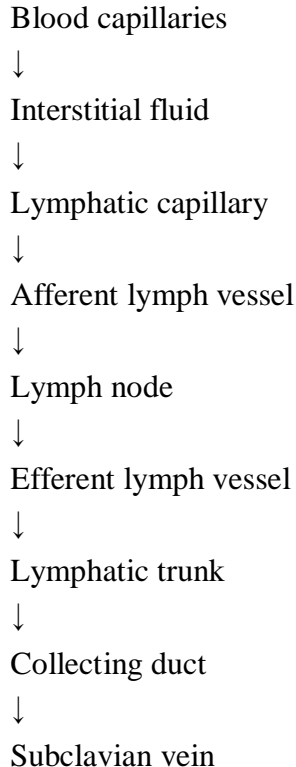 Blood capillaries
↓
Interstitial fluid
↓
Lymphatic capillary
↓
Afferent lymph vessel
↓
Lymph node
↓
Efferent lymph vessel
↓
Lymphatic trunk
↓
Collecting duct
↓
Subclavian vein